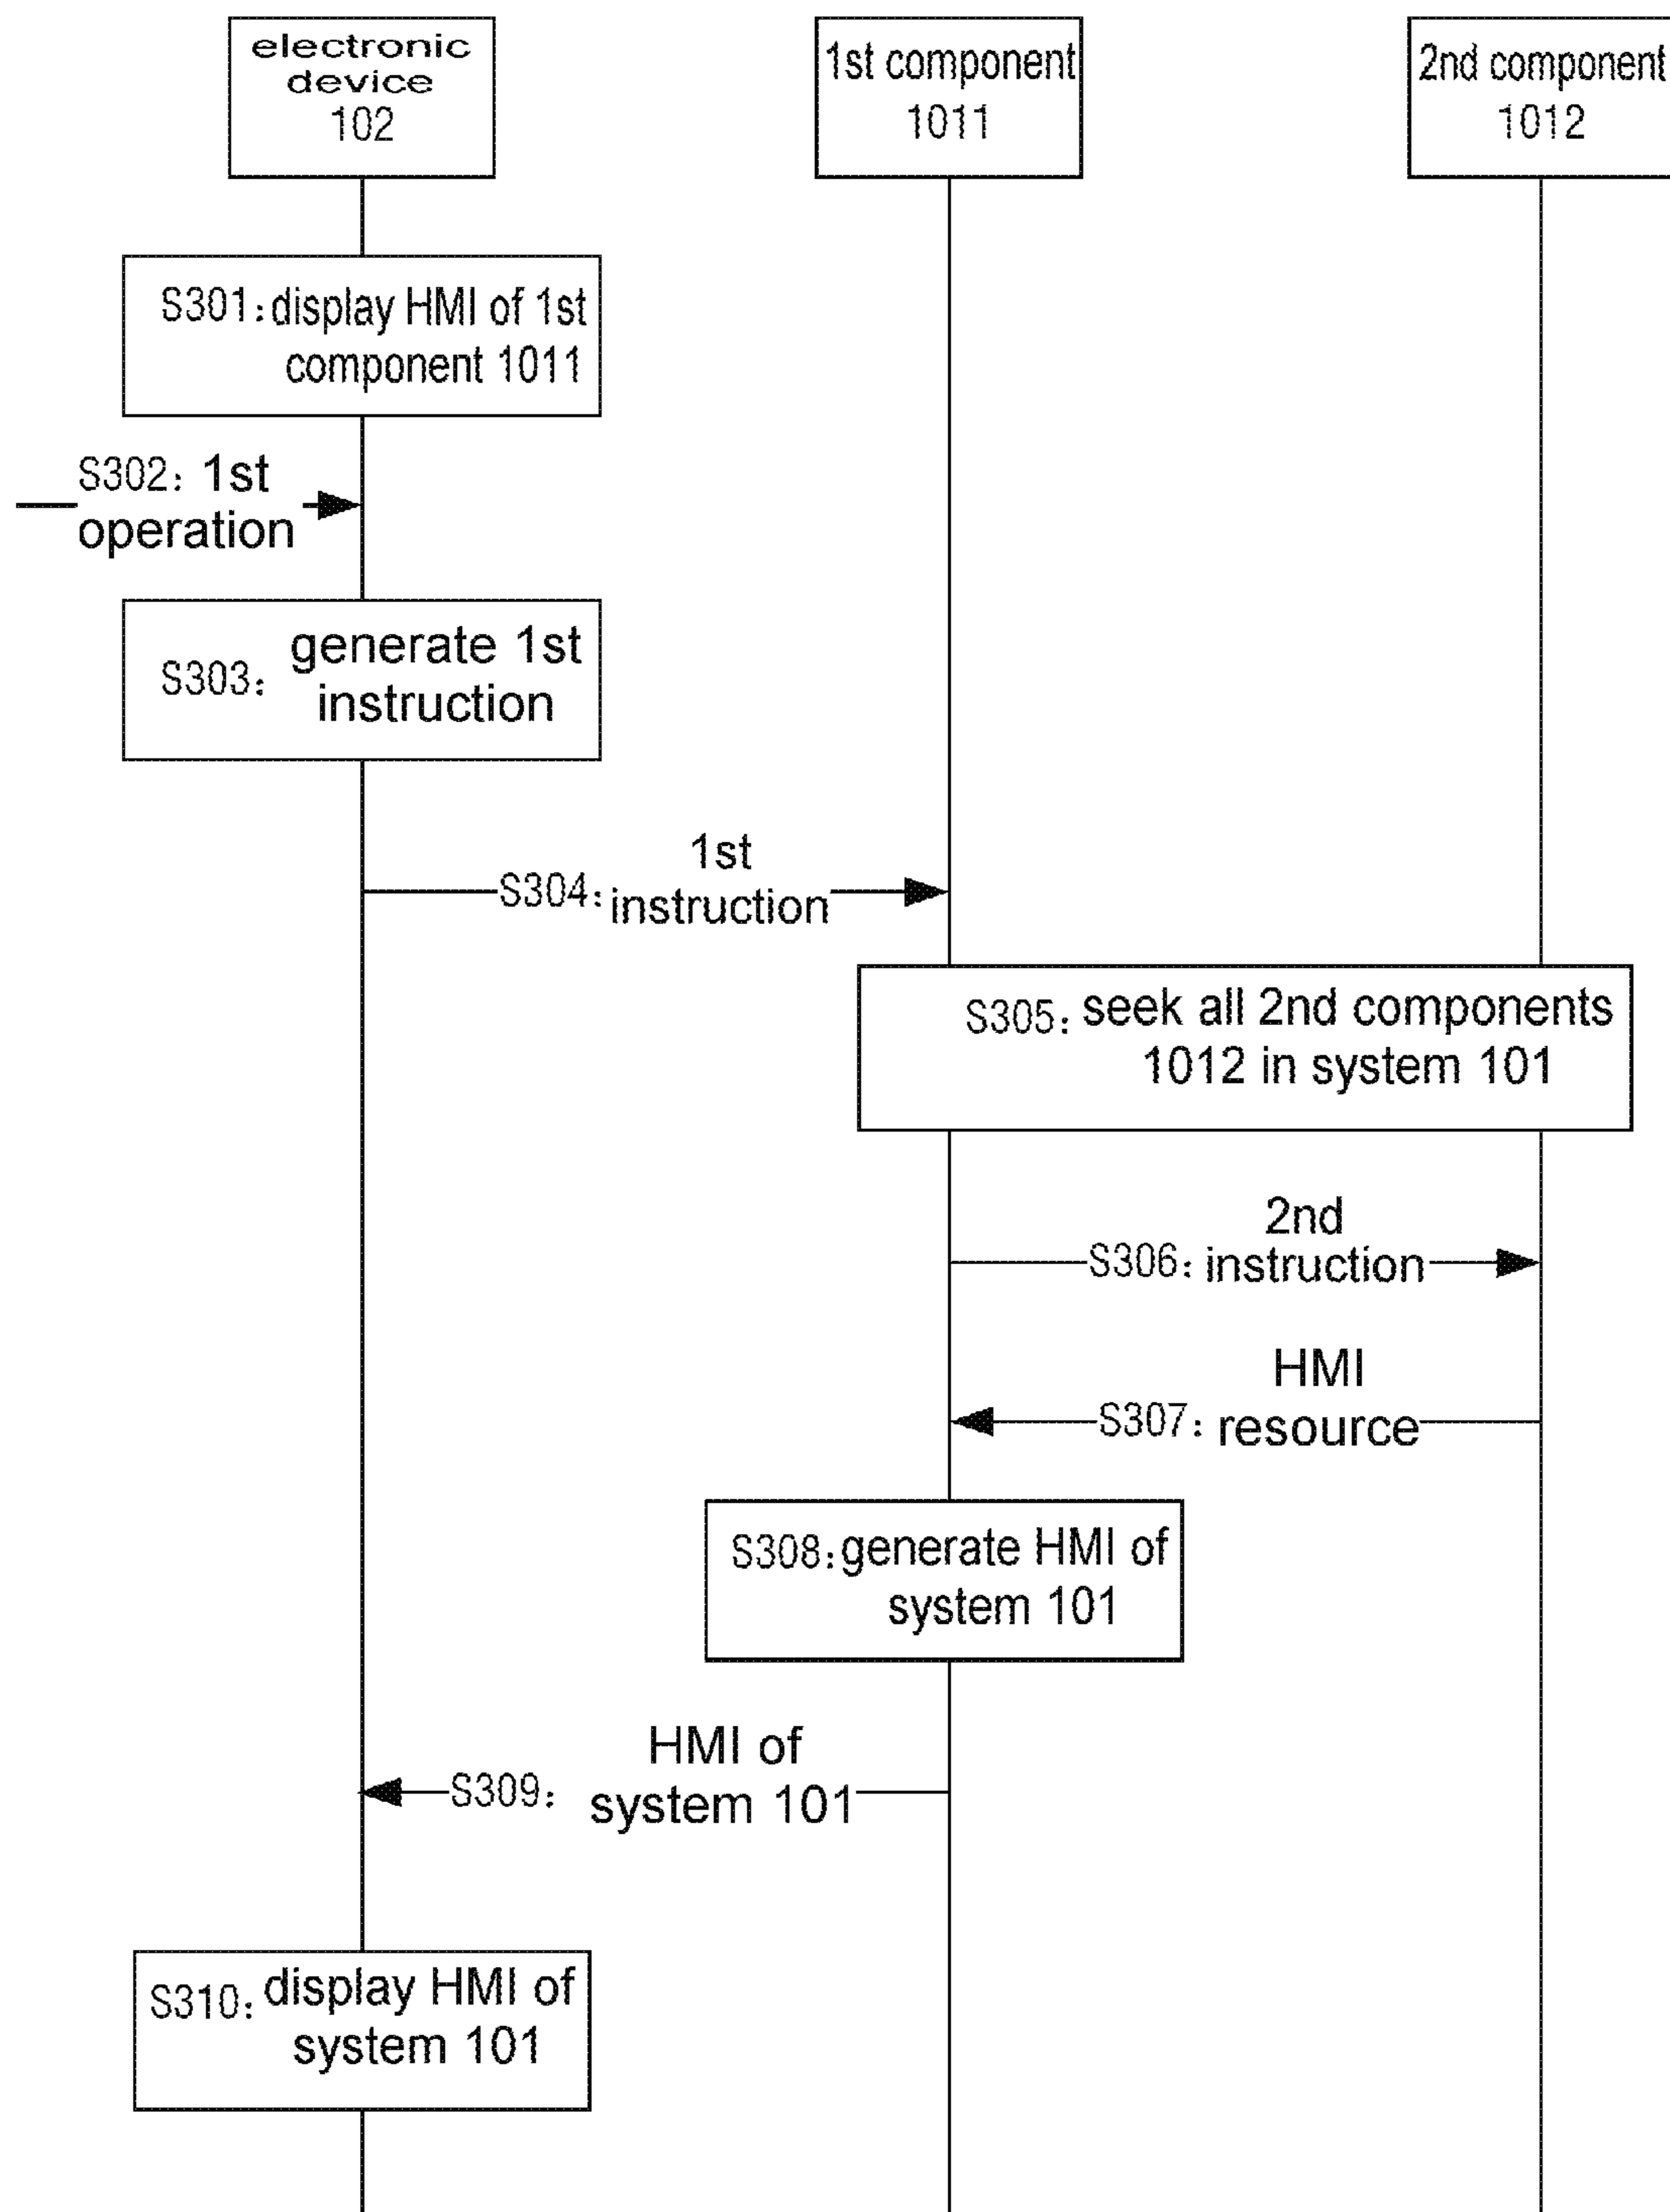 electronic
device
102
1st component
1011
2nd component
1012
S301: display HMI of 1st
component 1011
S302: 1st
operation
S303: generate 1st
instruction
S304: 1st
instruction
S305: seek all 2nd components
1012 in system 101
S306: 2nd
instruction
S307: HMI
resource
S308: generate HMI of
system 101
S309: HMI of
system 101
S310: display HMI of
system 101